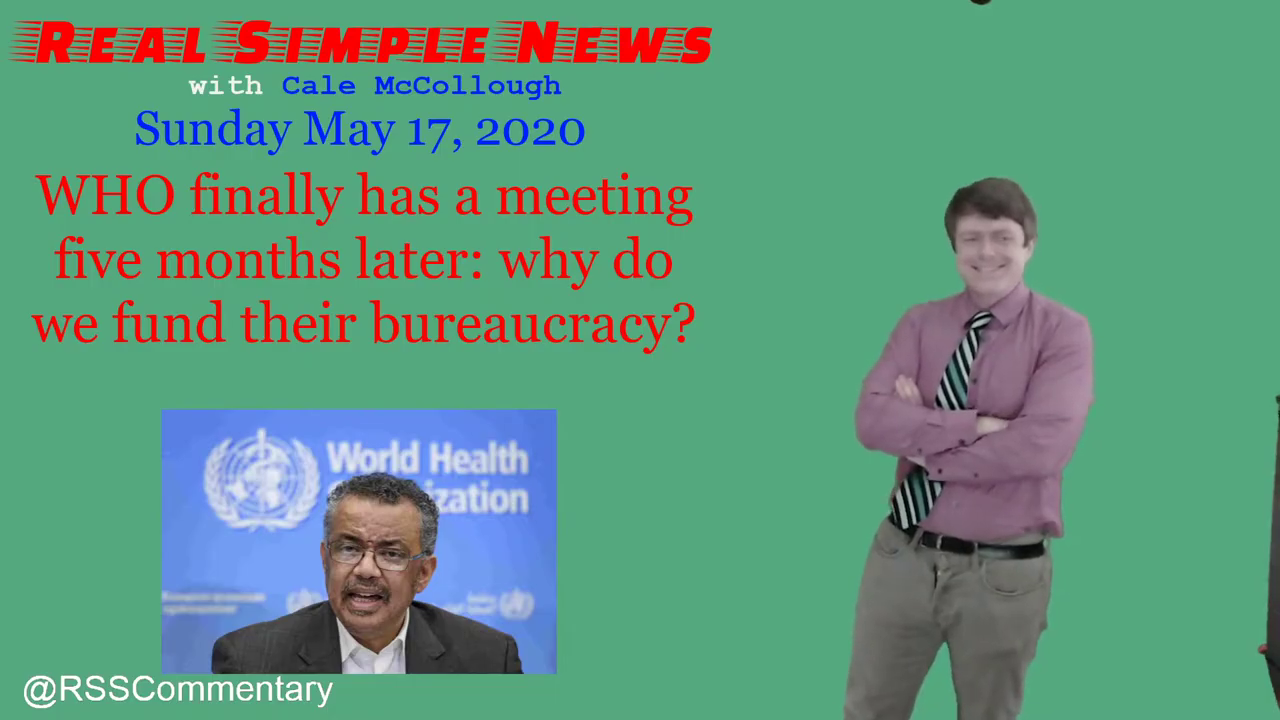 Real Simple News
with Cale McCollough
Sunday May 17, 2020
WHO finally has a meeting
five months later: why do
we fund their bureaucracy?
World Health
ization
@RSSCommentary